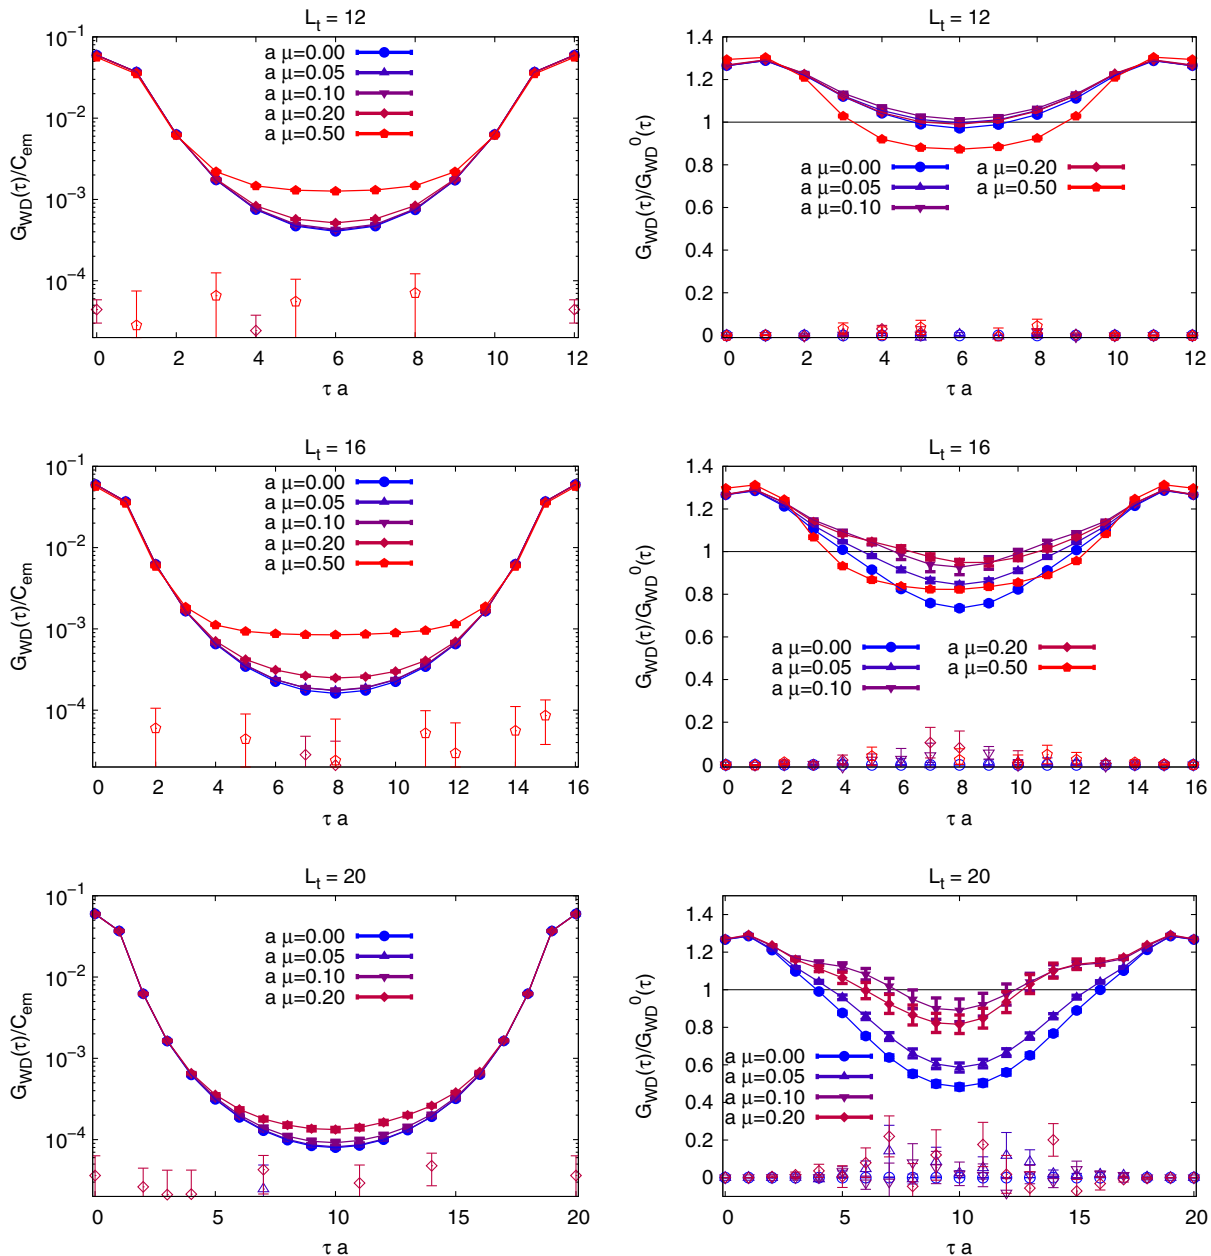 L_t = 12
10^-1
10^-2
10^-3
10^-4
G_WD(τ)/C_em
a μ=0.00
a μ=0.05
a μ=0.10
a μ=0.20
a μ=0.50
0 2 4 6 8 10 12
τ a
L_t = 12
1.4
1.2
1
0.8
0.6
0.4
0.2
0
G_WD(τ)/G_WD^0(τ)
a μ=0.00 a μ=0.20
a μ=0.05 a μ=0.50
a μ=0.10
0 2 4 6 8 10 12
τ a
L_t = 16
10^-1
10^-2
10^-3
10^-4
G_WD(τ)/C_em
a μ=0.00
a μ=0.05
a μ=0.10
a μ=0.20
a μ=0.50
0 2 4 6 8 10 12 14 16
τ a
L_t = 16
1.4
1.2
1
0.8
0.6
0.4
0.2
0
G_WD(τ)/G_WD^0(τ)
a μ=0.00 a μ=0.20
a μ=0.05 a μ=0.50
a μ=0.10
0 2 4 6 8 10 12 14 16
τ a
L_t = 20
10^-1
10^-2
10^-3
10^-4
G_WD(τ)/C_em
a μ=0.00
a μ=0.05
a μ=0.10
a μ=0.20
0 5 10 15 20
τ a
L_t = 20
1.4
1.2
1
0.8
0.6
0.4
0.2
0
G_WD(τ)/G_WD^0(τ)
a μ=0.00
a μ=0.05
a μ=0.10
a μ=0.20
0 5 10 15 20
τ a